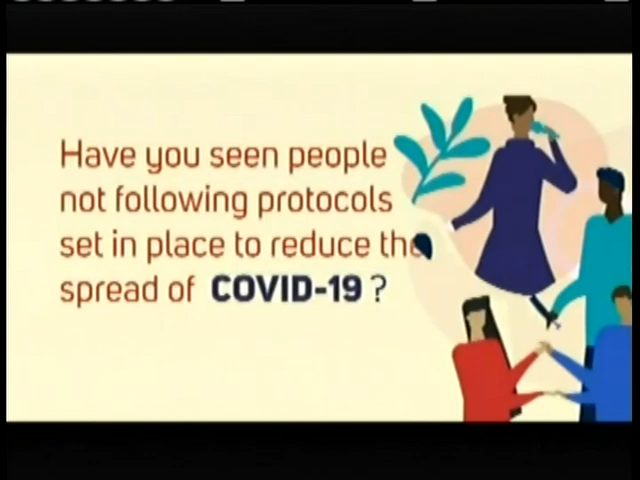 Have you seen people
not following protocols
set in place to reduce the
spread of COVID-19 ?